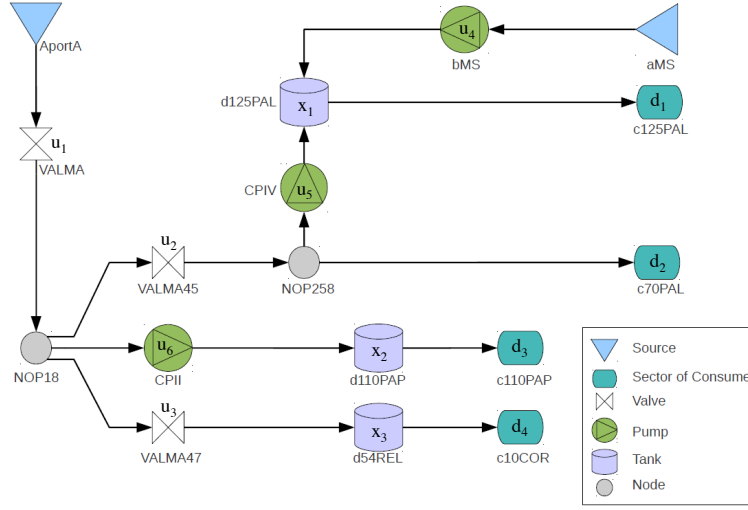 AportA
u4
bMS
aMS
d125PAL
x1
d1
c125PAL
u1
VALMA
CPIV
u5
u2
VALMA45
NOP258
d2
c70PAL
NOP18
u6
CPII
x2
d110PAP
d3
c110PAP
u3
VALMA47
x3
d54REL
d4
c10COR
Source
Sector of Consume
Valve
Pump
Tank
Node